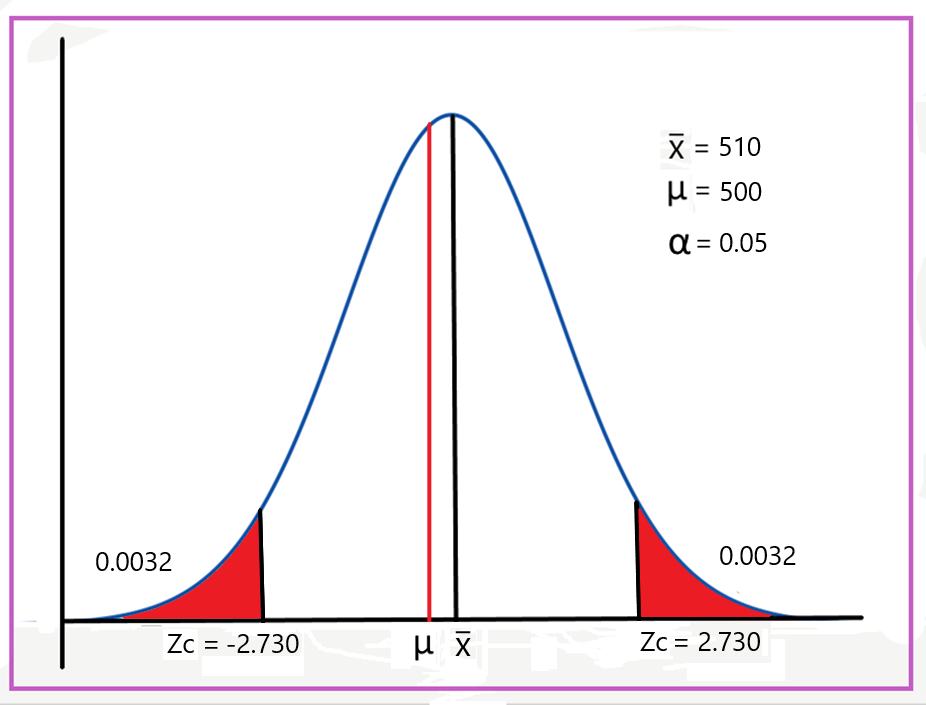 x̅ = 510
μ = 500
α = 0.05
0.0032
0.0032
Zc = -2.730
μ
x̅
Zc = 2.730